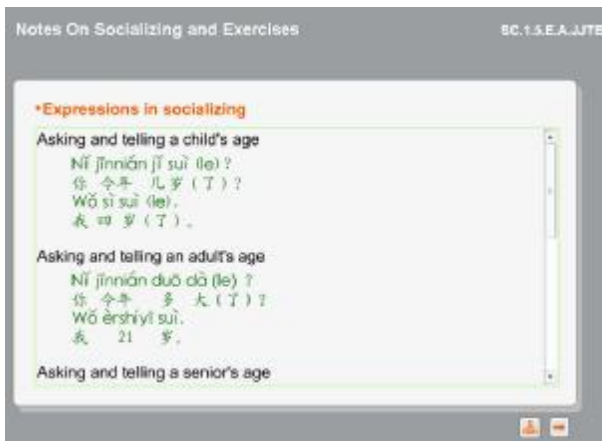 Notes On Socializing and Exercises
SC.1.5.E.A.JJTE
•Expressions in socializing
Asking and telling a child's age
Nǐ jīnnián jǐ suì (le)?
你 今年 几岁(了)?
Wǒ sì suì (le).
我 四 岁(了).
Asking and telling an adult's age
Nǐ jīnnián duō dà (le) ?
你 今年 多 大(了)?
Wǒ èrshíyī suì.
我 21 岁.
Asking and telling a senior's age